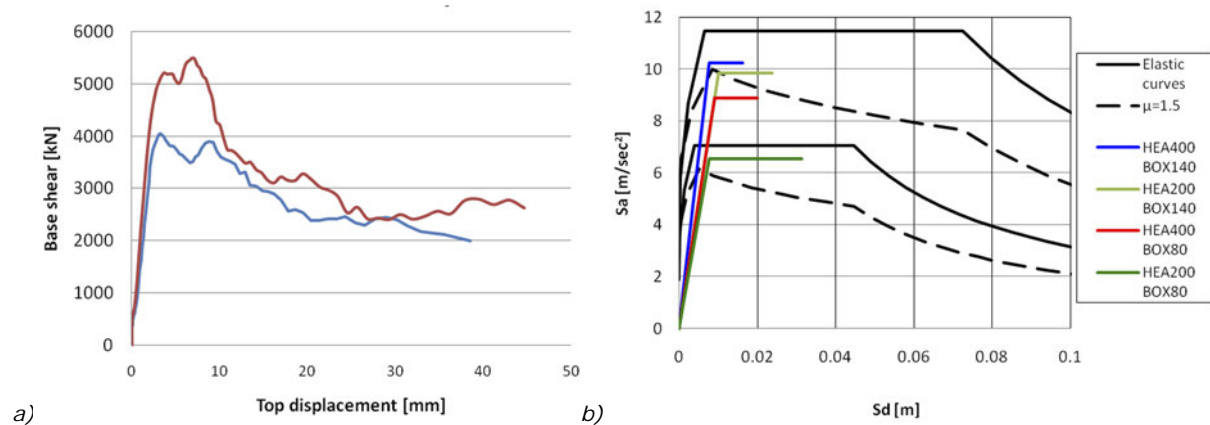 6000
5000
4000
3000
2000
1000
0
0
10
20
30
40
50
Base shear [kN]
Top displacement [mm]
a)
12
10
8
6
4
2
0
0
0.02
0.04
0.06
0.08
0.1
Sa [m/sec²]
Sd [m]
b)
Elastic
curves
μ=1.5
HEA400
BOX140
HEA200
BOX140
HEA400
BOX80
HEA200
BOX80